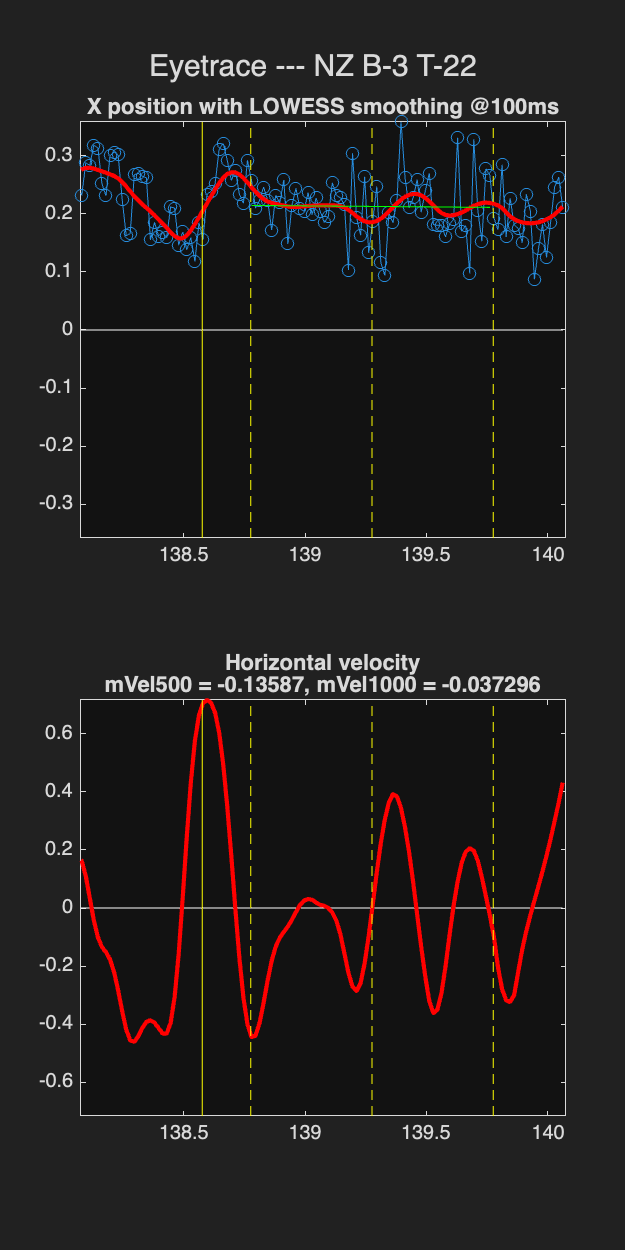 Eyetrace --- NZ B-3 T-22
X position with LOWESS smoothing @100ms
0.3
0.2
0.1
0
-0.1
-0.2
-0.3
138.5 139 139.5 140
Horizontal velocity
mVel500 = -0.13587, mVel1000 = -0.037296
0.6
0.4
0.2
0
-0.2
-0.4
-0.6
138.5 139 139.5 140